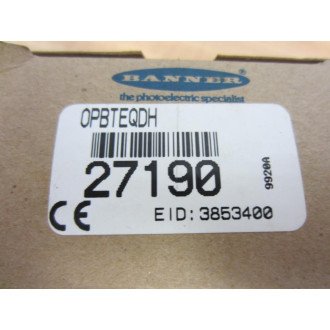 BANNER
the photoelectric specialist
OPBTEQDH
27190
9920A
CE
EID: 3853400